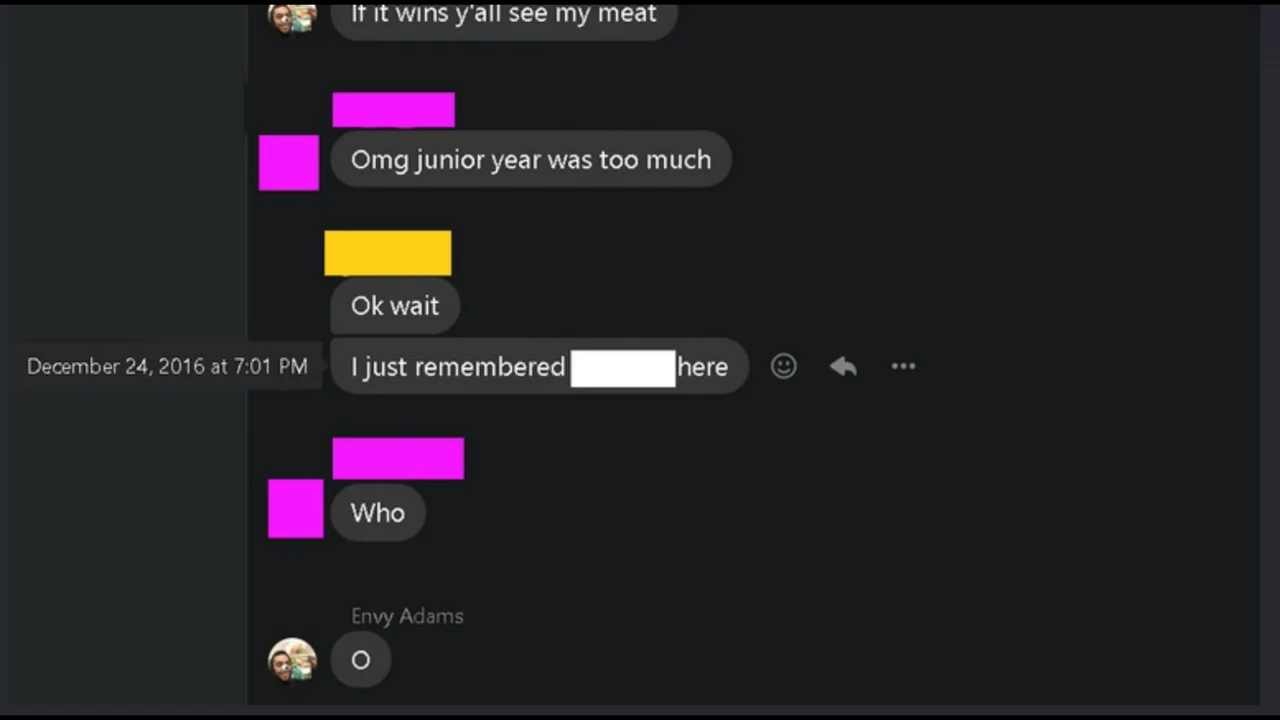 If it wins y'all see my meat
Omg junior year was too much
Ok wait
December 24, 2016 at 7:01 PM
I just remembered here
Who
Envy Adams
O